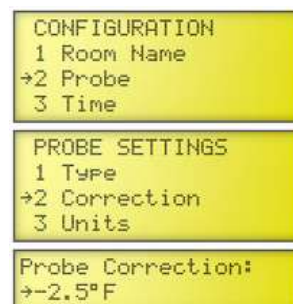 CONFIGURATION
1 Room Name
→2 Probe
3 Time
PROBE SETTINGS
1 Type
→2 Correction
3 Units
Probe Correction:
→-2.5°F